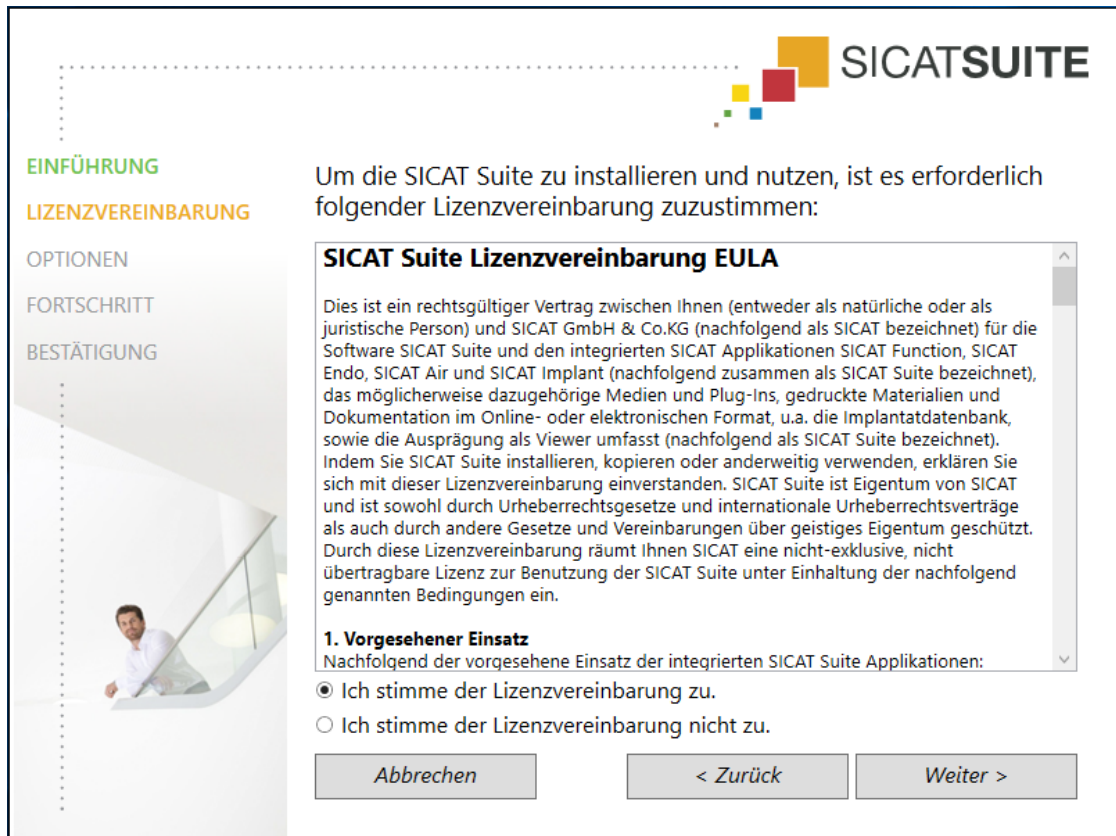 SICATSUITE
EINFÜHRUNG
LIZENZVEREINBARUNG
OPTIONEN
FORTSCHRITT
BESTÄTIGUNG
Um die SICAT Suite zu installieren und nutzen, ist es erforderlich
folgender Lizenzvereinbarung zuzustimmen:
SICAT Suite Lizenzvereinbarung EULA
Dies ist ein rechtsgültiger Vertrag zwischen Ihnen (entweder als natürliche oder als
juristische Person) und SICAT GmbH & Co.KG (nachfolgend als SICAT bezeichnet) für die
Software SICAT Suite und den integrierten SICAT Applikationen SICAT Function, SICAT
Endo, SICAT Air und SICAT Implant (nachfolgend zusammen als SICAT Suite bezeichnet),
das möglicherweise dazugehörige Medien und Plug-Ins, gedruckte Materialien und
Dokumentation im Online- oder elektronischen Format, u.a. die Implantatdatenbank,
sowie die Ausprägung als Viewer umfasst (nachfolgend als SICAT Suite bezeichnet).
Indem Sie SICAT Suite installieren, kopieren oder anderweitig verwenden, erklären Sie
sich mit dieser Lizenzvereinbarung einverstanden. SICAT Suite ist Eigentum von SICAT
und ist sowohl durch Urheberrechtsgesetze und internationale Urheberrechtsverträge
als auch durch andere Gesetze und Vereinbarungen über geistiges Eigentum geschützt.
Durch diese Lizenzvereinbarung räumt Ihnen SICAT eine nicht-exklusive, nicht
übertragbare Lizenz zur Benutzung der SICAT Suite unter Einhaltung der nachfolgend
genannten Bedingungen ein.
1. Vorgesehener Einsatz
Nachfolgend der vorgesehene Einsatz der integrierten SICAT Suite Applikationen:
Ich stimme der Lizenzvereinbarung zu.
Ich stimme der Lizenzvereinbarung nicht zu.
Abbrechen
< Zurück
Weiter >